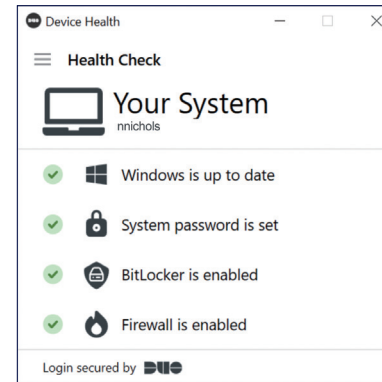 DUO Device Health
Health Check
Your System
nnichols
Windows is up to date
System password is set
BitLocker is enabled
Firewall is enabled
Login secured by DUO